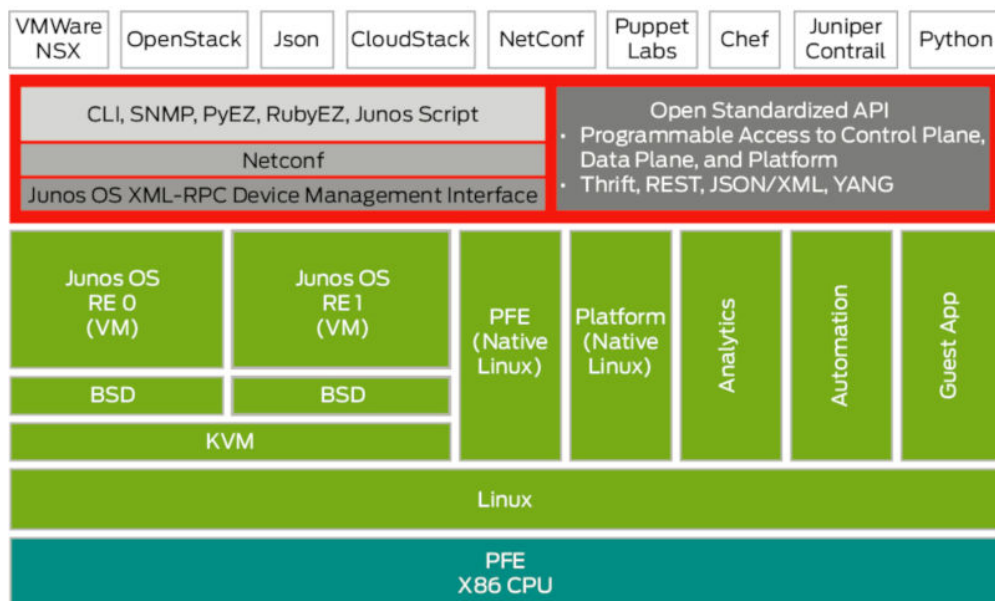 VMWare
NSX
OpenStack
Json
CloudStack
NetConf
Puppet
Labs
Chef
Juniper
Contrail
Python
CLI, SNMP, PyEZ, RubyEZ, Junos Script
Netconf
Junos OS XML-RPC Device Management Interface
Open Standardized API
• Programmable Access to Control Plane,
Data Plane, and Platform
• Thrift, REST, JSON/XML, YANG
Junos OS
RE 0
(VM)
Junos OS
RE 1
(VM)
BSD
BSD
KVM
PFE
(Native
Linux)
Platform
(Native
Linux)
Analytics
Automation
Guest App
Linux
PFE
X86 CPU